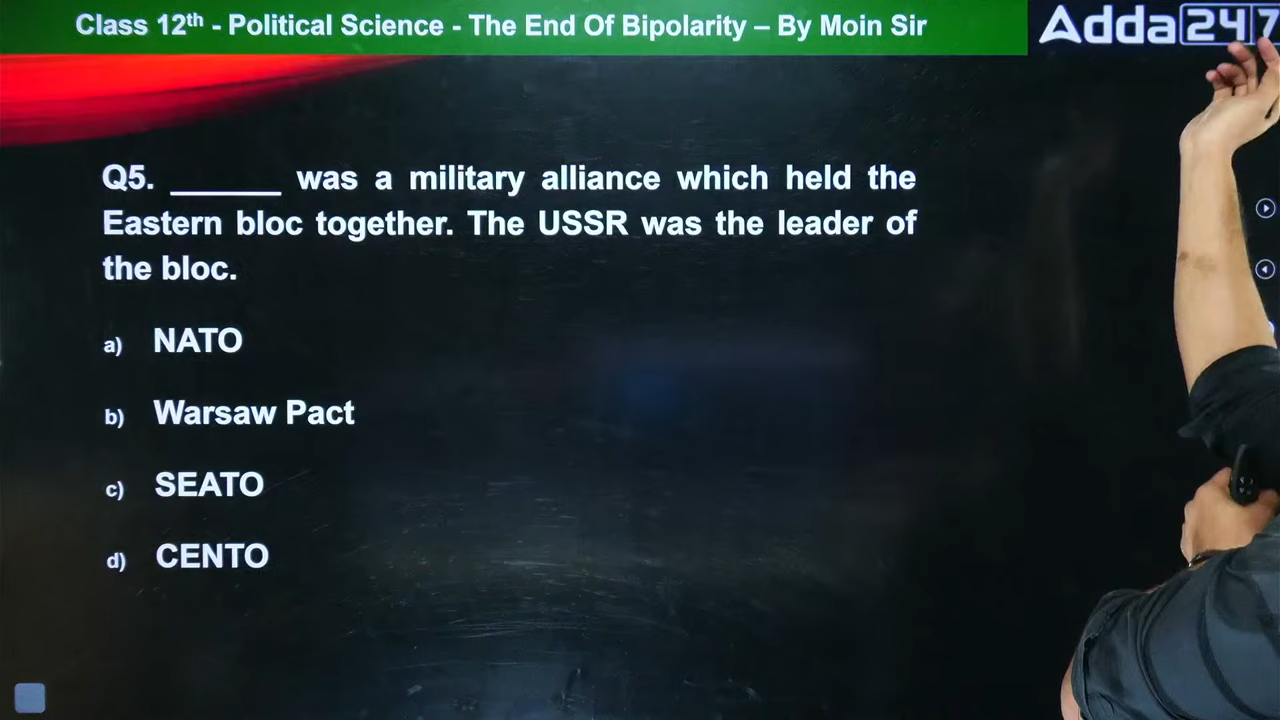 Class 12th - Political Science - The End Of Bipolarity – By Moin Sir
Adda247
Q5. ______ was a military alliance which held the
Eastern bloc together. The USSR was the leader of
the bloc.
a) NATO
b) Warsaw Pact
c) SEATO
d) CENTO